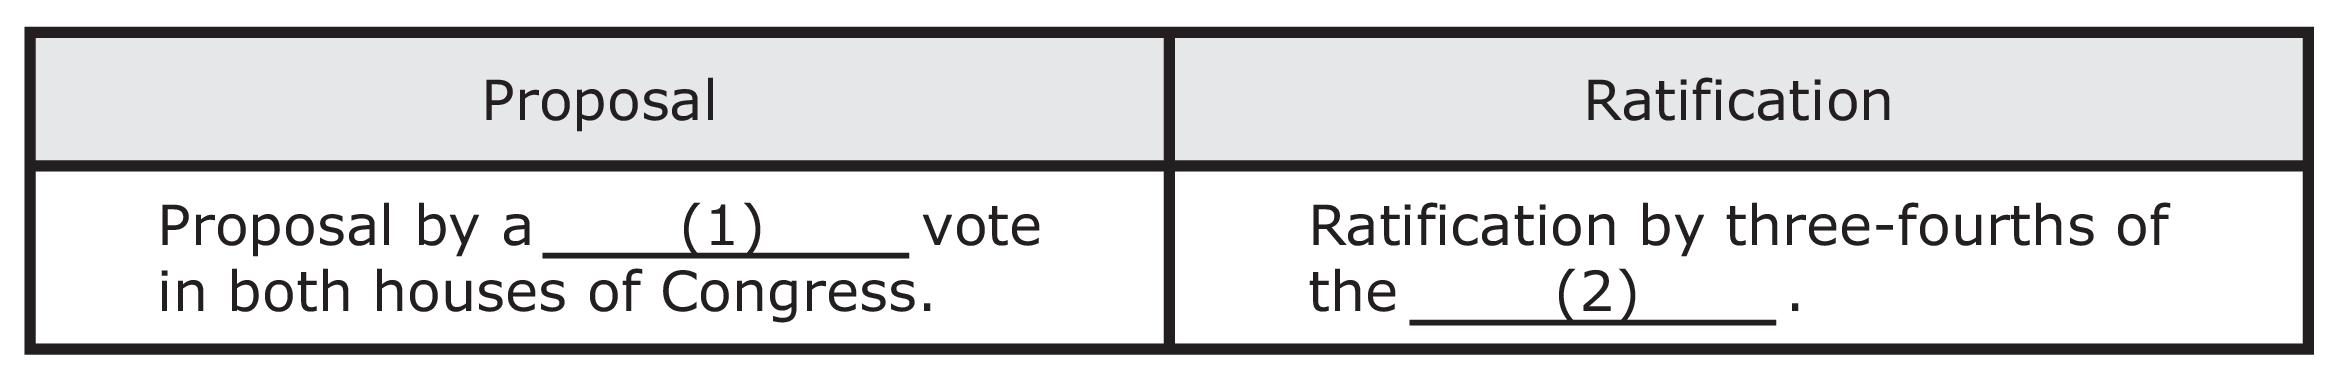 Proposal
Ratification
Proposal by a (1) vote
in both houses of Congress.
Ratification by three-fourths of
the (2) .